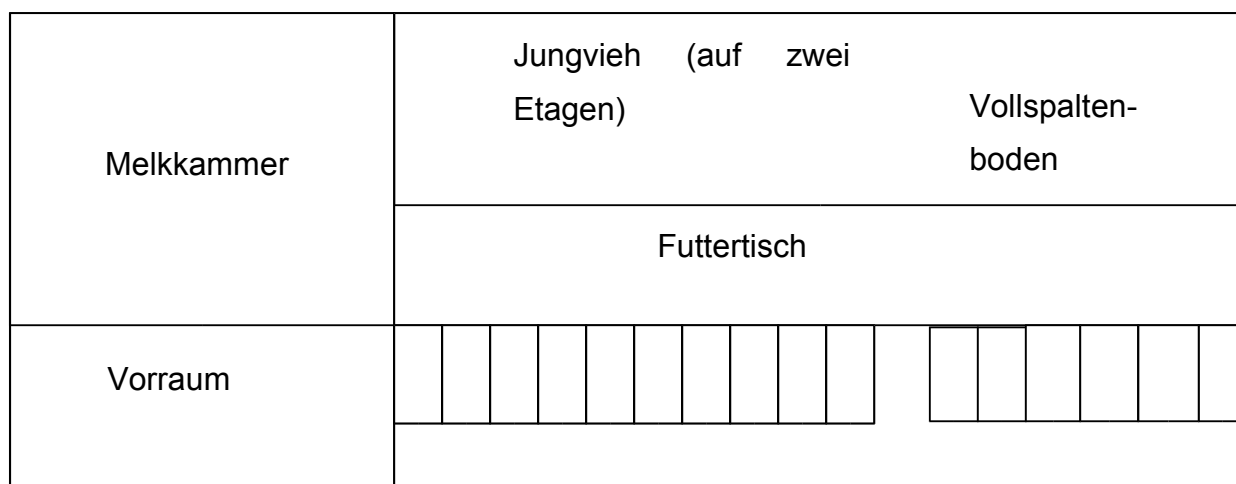 Jungvieh (auf zwei
Etagen)
Vollspalten-
boden
Melkkammer
Futtertisch
Vorraum